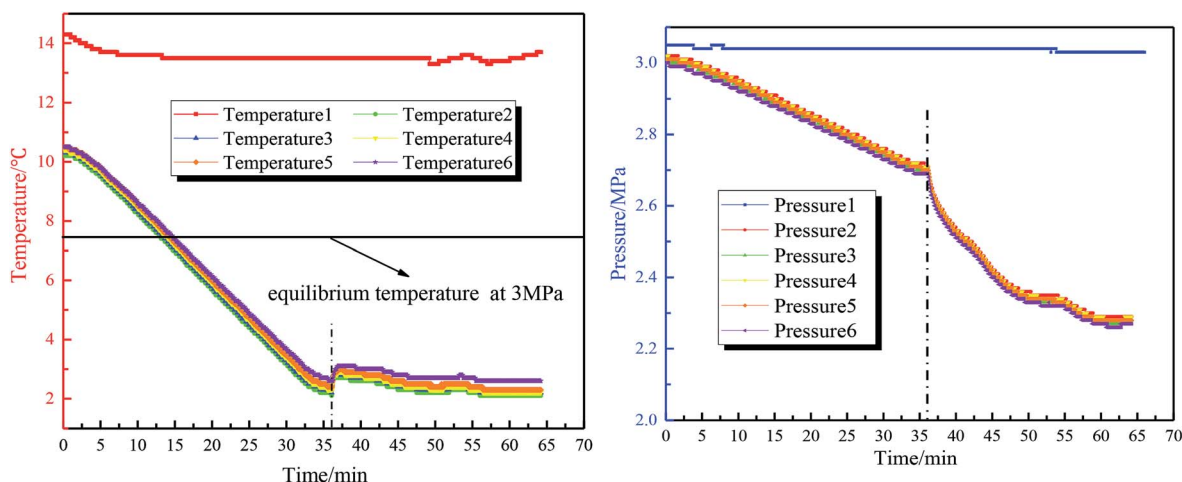 Temperature/℃
14
12
10
8
6
4
2
Temperature1
Temperature2
Temperature3
Temperature4
Temperature5
Temperature6
equilibrium temperature at 3MPa
0 5 10 15 20 25 30 35 40 45 50 55 60 65 70
Time/min
Pressure/MPa
3.0
2.8
2.6
2.4
2.2
2.0
Pressure1
Pressure2
Pressure3
Pressure4
Pressure5
Pressure6
0 5 10 15 20 25 30 35 40 45 50 55 60 65 70
Time/min